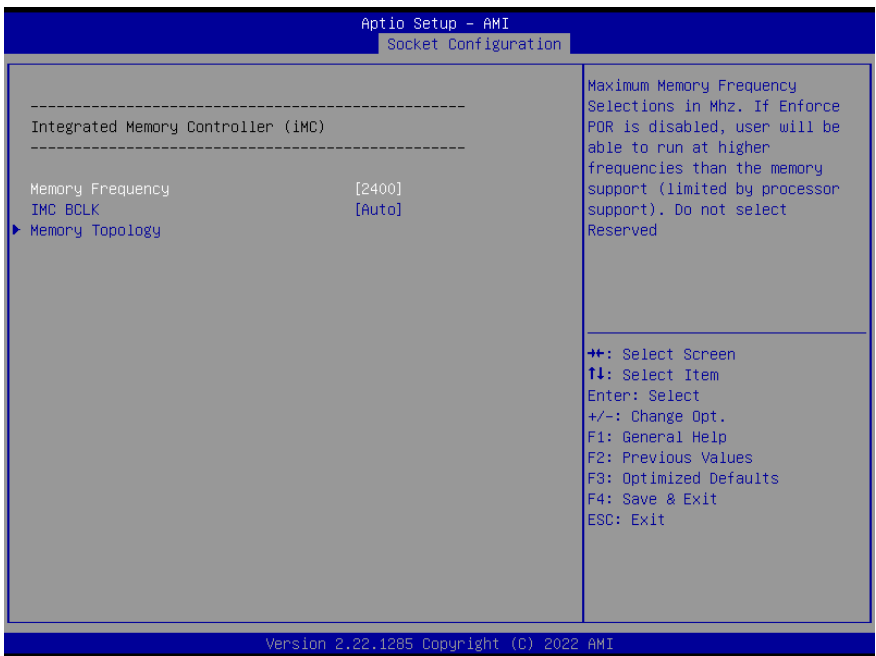 Aptio Setup – AMI
Socket Configuration
------------------------------------------------
Integrated Memory Controller (iMC)
------------------------------------------------
Memory Frequency [2400]
IMC BCLK [Auto]
Memory Topology
Maximum Memory Frequency
Selections in Mhz. If Enforce
POR is disabled, user will be
able to run at higher
frequencies than the memory
support (limited by processor
support). Do not select
Reserved
→←: Select Screen
↑↓: Select Item
Enter: Select
+/-: Change Opt.
F1: General Help
F2: Previous Values
F3: Optimized Defaults
F4: Save & Exit
ESC: Exit
Version 2.22.1285 Copyright (C) 2022 AMI